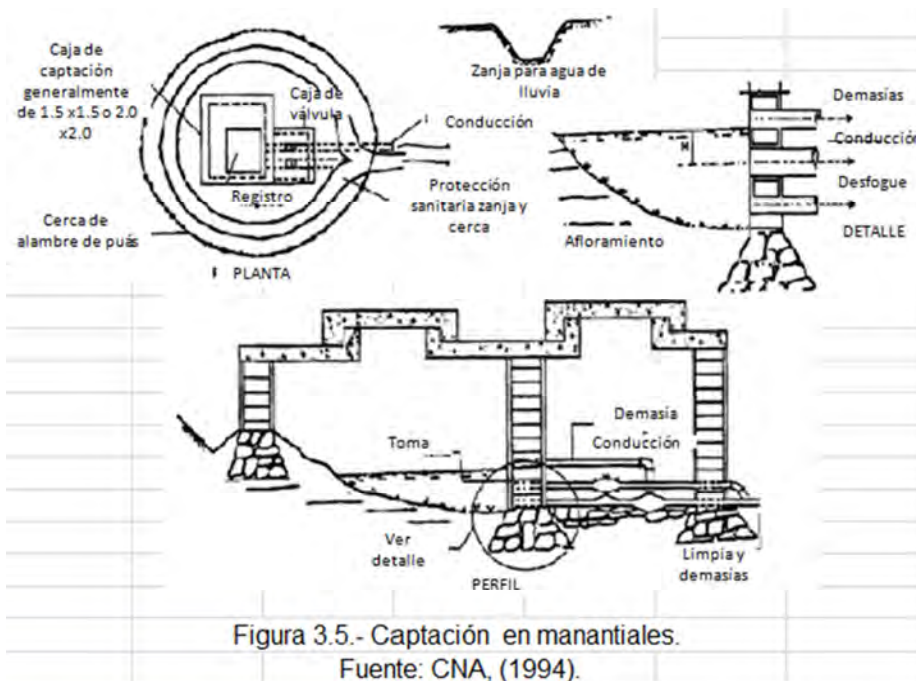 Caja de
captación
generalmente
de 1.5 x1.5 o 2.0
x2.0
Caja de
válvula
Conducción
Registro
Protección
sanitaria zanja y
cerca
Cerca de
alambre de puás
PLANTA
Zanja para agua de
lluvia
Demasías
Conducción
Desfogue
H
Afloramiento
DETALLE
Demasía
Conducción
Toma
Ver
detalle
PERFIL
Limpia y
demasías
Figura 3.5.- Captación en manantiales.
Fuente: CNA, (1994).